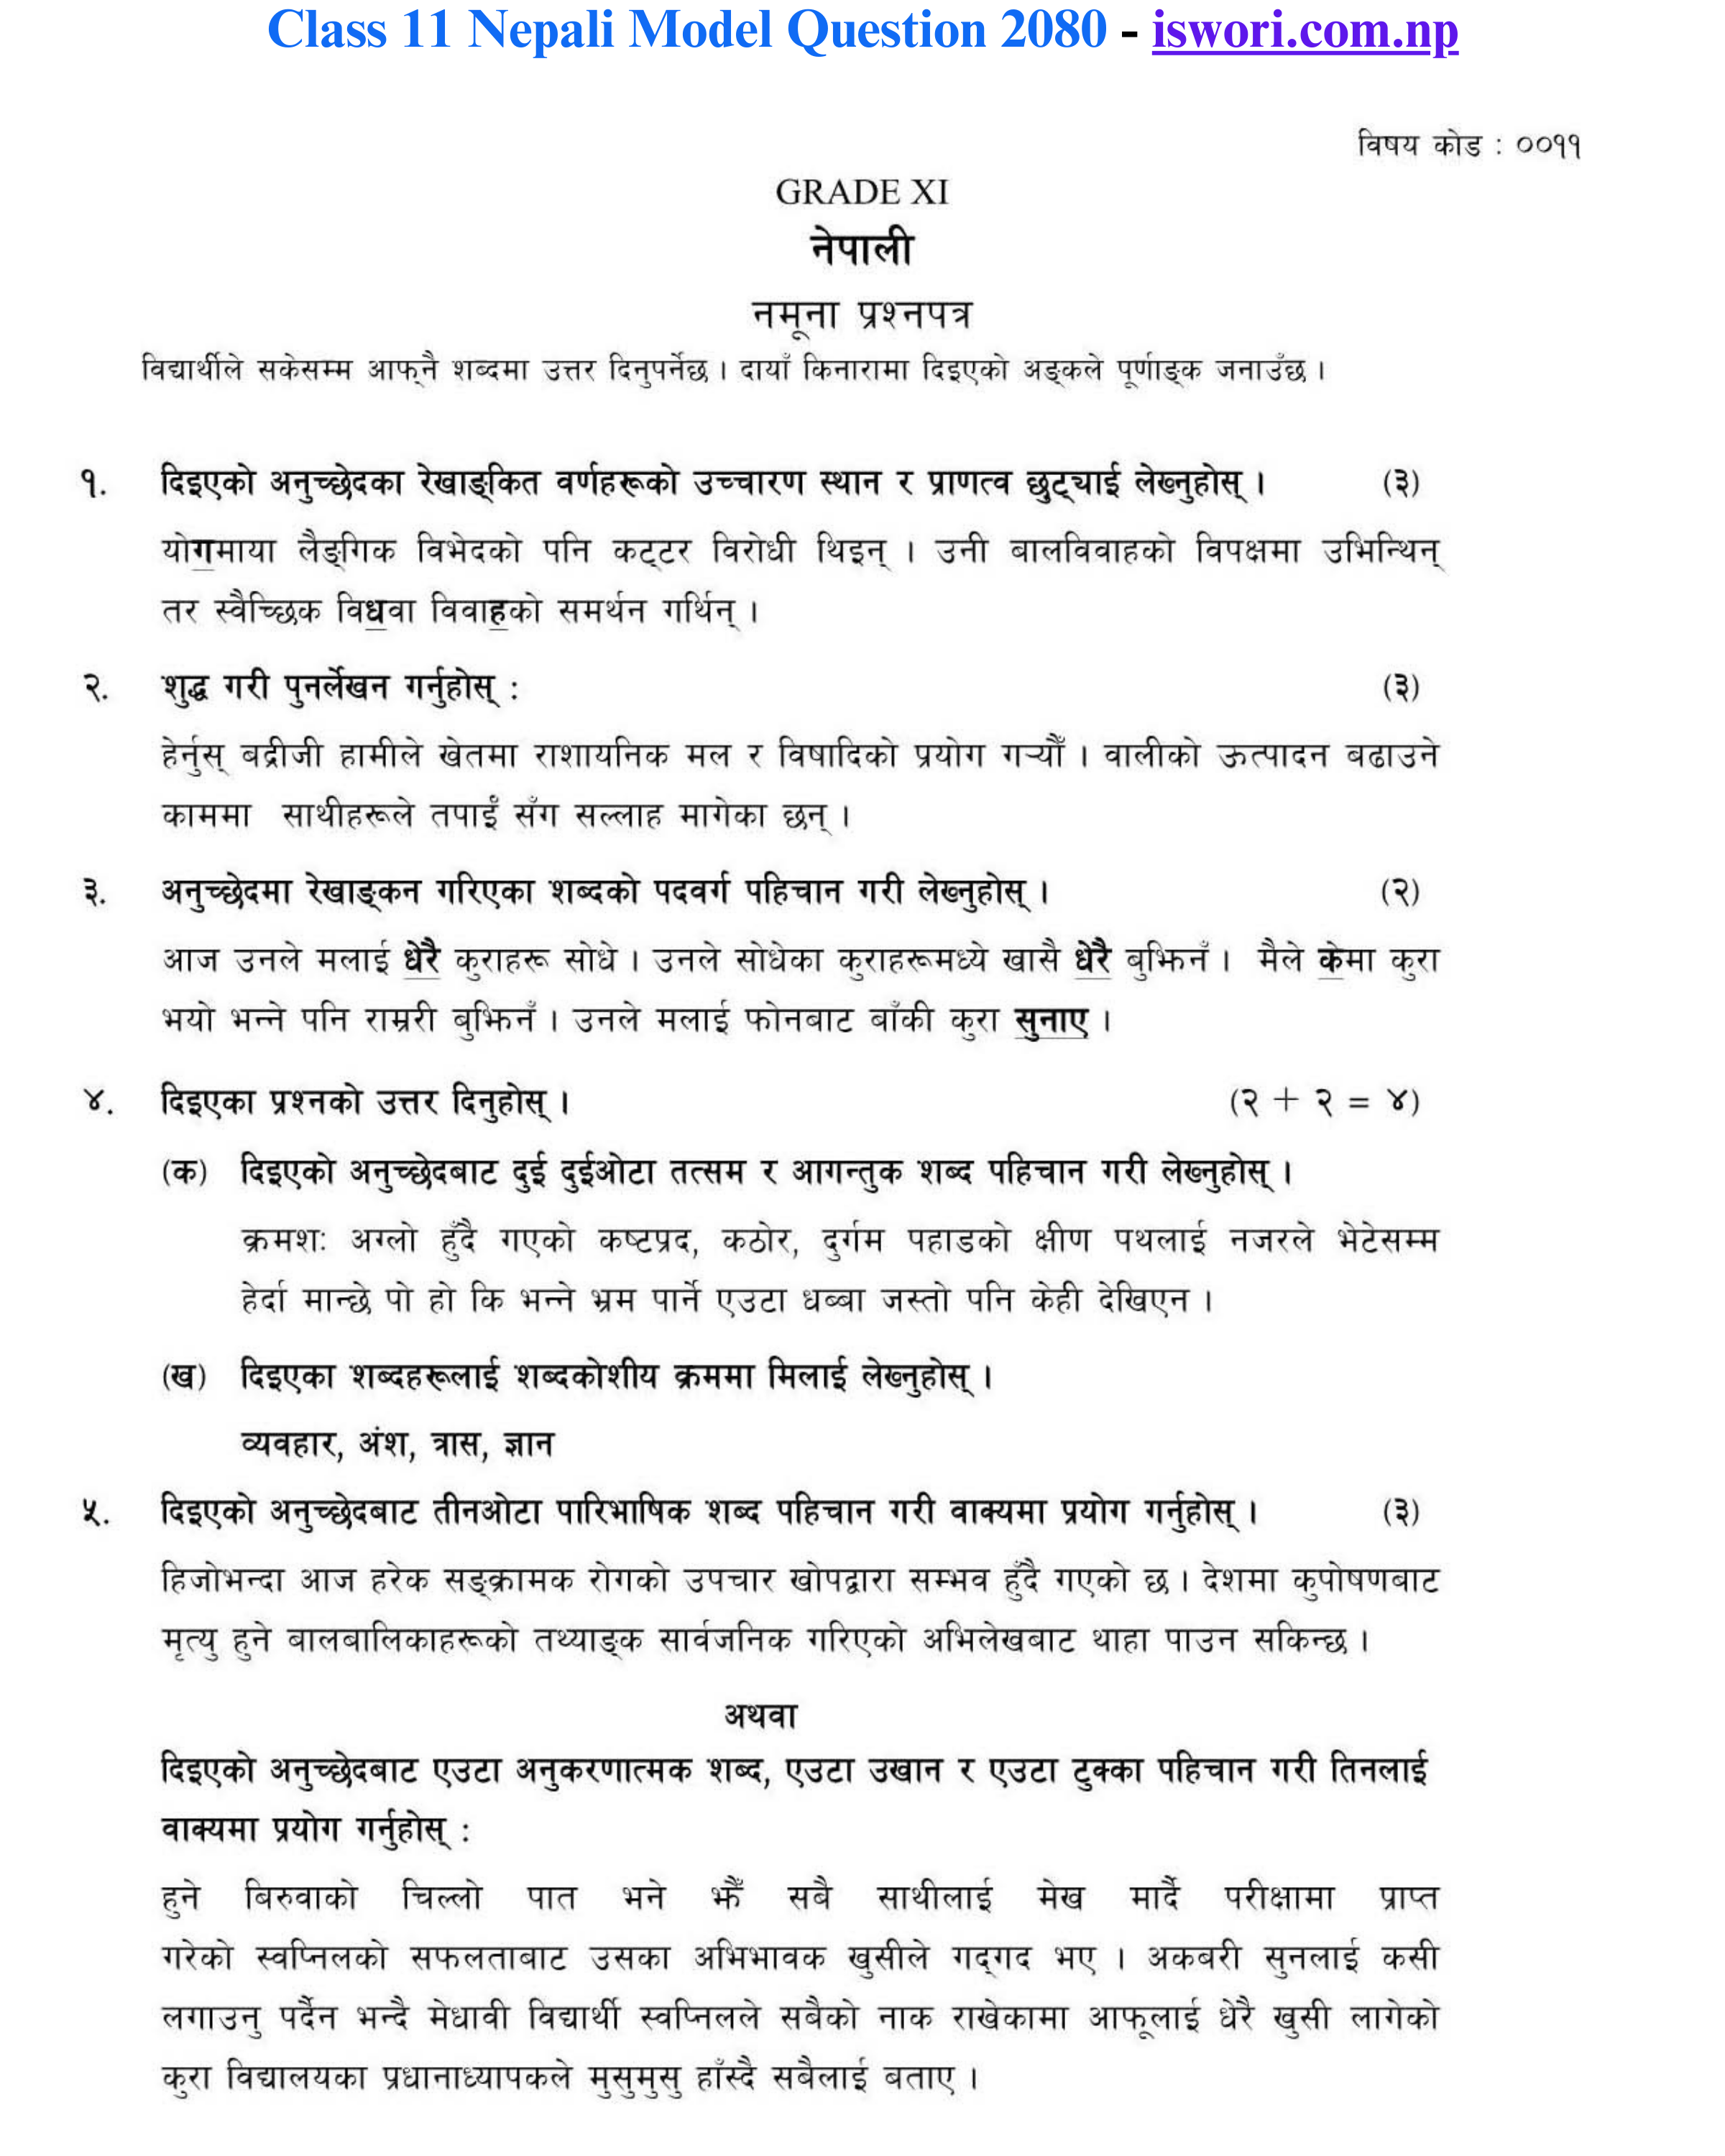 Class 11 Nepali Model Question 2080 - iswori.com.np
विषय कोड : ००११
GRADE XI
नेपाली
नमूना प्रश्नपत्र
विद्यार्थीले सकेसम्म आफ्नै शब्दमा उत्तर दिनुपर्नेछ । दायाँ किनारामा दिइएको अङ्कले पूर्णाङ्क जनाउँछ ।
१. दिइएको अनुच्छेदका रेखाङ्कित वर्णहरूको उच्चारण स्थान र प्राणत्व छुट्याई लेख्नुहोस् । (३)
योगमाया लैङ्गिक विभेदको पनि कट्टर विरोधी थिइन् । उनी बालविवाहको विपक्षमा उभिन्थिन्
तर स्वैच्छिक विधवा विवाहको समर्थन गर्थिन् ।
२. शुद्ध गरी पुनर्लेखन गर्नुहोस् : (३)
हेर्नुस् बद्रीजी हामीले खेतमा राशायनिक मल र विषादिको प्रयोग गऱ्यौँ । वालीको ऊत्पादन बढाउने
काममा साथीहरूले तपाईं सँग सल्लाह मागेका छन् ।
३. अनुच्छेदमा रेखाङ्कन गरिएका शब्दको पदवर्ग पहिचान गरी लेख्नुहोस् । (२)
आज उनले मलाई धेरै कुराहरू सोधे । उनले सोधेका कुराहरूमध्ये खासै धेरै बुझिनँ । मैले केमा कुरा
भयो भन्ने पनि राम्ररी बुझिनँ । उनले मलाई फोनबाट बाँकी कुरा सुनाए ।
४. दिइएका प्रश्नको उत्तर दिनुहोस् । (२ + २ = ४)
(क) दिइएको अनुच्छेदबाट दुई दुईओटा तत्सम र आगन्तुक शब्द पहिचान गरी लेख्नुहोस् ।
क्रमशः अग्लो हुँदै गएको कष्टप्रद, कठोर, दुर्गम पहाडको क्षीण पथलाई नजरले भेटेसम्म
हेर्दा मान्छे पो हो कि भन्ने भ्रम पार्ने एउटा धब्बा जस्तो पनि केही देखिएन ।
(ख) दिइएका शब्दहरूलाई शब्दकोशीय क्रममा मिलाई लेख्नुहोस् ।
व्यवहार, अंश, त्रास, ज्ञान
५. दिइएको अनुच्छेदबाट तीनओटा पारिभाषिक शब्द पहिचान गरी वाक्यमा प्रयोग गर्नुहोस् । (३)
हिजोभन्दा आज हरेक सङ्क्रामक रोगको उपचार खोपद्वारा सम्भव हुँदै गएको छ । देशमा कुपोषणबाट
मृत्यु हुने बालबालिकाहरूको तथ्याङ्क सार्वजनिक गरिएको अभिलेखबाट थाहा पाउन सकिन्छ ।
अथवा
दिइएको अनुच्छेदबाट एउटा अनुकरणात्मक शब्द, एउटा उखान र एउटा टुक्का पहिचान गरी तिनलाई
वाक्यमा प्रयोग गर्नुहोस् :
हुने बिरुवाको चिल्लो पात भने झैँ सबै साथीलाई मेख मार्दै परीक्षामा प्राप्त
गरेको स्वप्निलको सफलताबाट उसका अभिभावक खुसीले गद्गद भए । अकबरी सुनलाई कसी
लगाउनु पर्दैन भन्दै मेधावी विद्यार्थी स्वप्निलले सबैको नाक राखेकामा आफूलाई धेरै खुसी लागेको
कुरा विद्यालयका प्रधानाध्यापकले मुसुमुसु हाँस्दै सबैलाई बताए ।